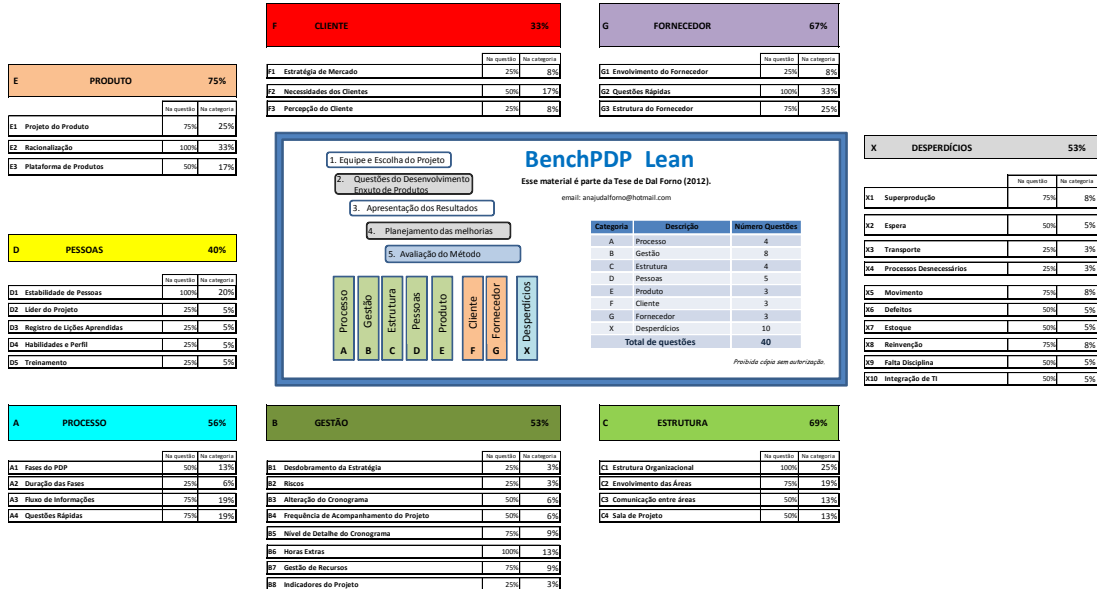 F CLIENTE 33%
Na questão Na categoria
F1 Estratégia de Mercado 25% 8%
F2 Necessidades dos Clientes 50% 17%
F3 Percepção do Cliente 25% 8%
G FORNECEDOR 67%
Na questão Na categoria
G1 Envolvimento do Fornecedor 25% 8%
G2 Questões Rápidas 100% 33%
G3 Estrutura do Fornecedor 75% 25%
E PRODUTO 75%
Na questão Na categoria
E1 Projeto do Produto 75% 25%
E2 Racionalização 100% 33%
E3 Plataforma de Produtos 50% 17%
D PESSOAS 40%
Na questão Na categoria
D1 Estabilidade de Pessoas 100% 20%
D2 Líder do Projeto 25% 5%
D3 Registro de Lições Aprendidas 25% 5%
D4 Habilidades e Perfil 25% 5%
D5 Treinamento 25% 5%
1. Equipe e Escolha do Projeto
2. Questões do Desenvolvimento
Enxuto de Produtos
3. Apresentação dos Resultados
4. Planejamento das melhorias
5. Avaliação do Método
Processo A
Gestão B
Estrutura C
Pessoas D
Produto E
Cliente F
Fornecedor G
Desperdícios X
BenchPDP Lean
Esse material é parte da Tese de Dal Forno (2012).
email: anajudalforno@hotmail.com
Categoria Descrição Número Questões
A Processo 4
B Gestão 8
C Estrutura 4
D Pessoas 5
E Produto 3
F Cliente 3
G Fornecedor 3
X Desperdícios 10
Total de questões 40
Proibida cópia sem autorização.
X DESPERDÍCIOS 53%
Na questão Na categoria
X1 Superprodução 75% 8%
X2 Espera 50% 5%
X3 Transporte 25% 3%
X4 Processos Desnecessários 25% 3%
X5 Movimento 75% 8%
X6 Defeitos 50% 5%
X7 Estoque 50% 5%
X8 Reinvenção 75% 8%
X9 Falta Disciplina 50% 5%
X10 Integração de TI 50% 5%
A PROCESSO 56%
Na questão Na categoria
A1 Fases do PDP 50% 13%
A2 Duração das Fases 25% 6%
A3 Fluxo de Informações 75% 19%
A4 Questões Rápidas 75% 19%
B GESTÃO 53%
Na questão Na categoria
B1 Desdobramento da Estratégia 25% 3%
B2 Riscos 25% 3%
B3 Alteração do Cronograma 50% 6%
B4 Frequência de Acompanhamento do Projeto 50% 6%
B5 Nível de Detalhe do Cronograma 75% 9%
B6 Horas Extras 100% 13%
B7 Gestão de Recursos 75% 9%
B8 Indicadores do Projeto 25% 3%
C ESTRUTURA 69%
Na questão Na categoria
C1 Estrutura Organizacional 100% 25%
C2 Envolvimento das Áreas 75% 19%
C3 Comunicação entre áreas 50% 13%
C4 Sala de Projeto 50% 13%